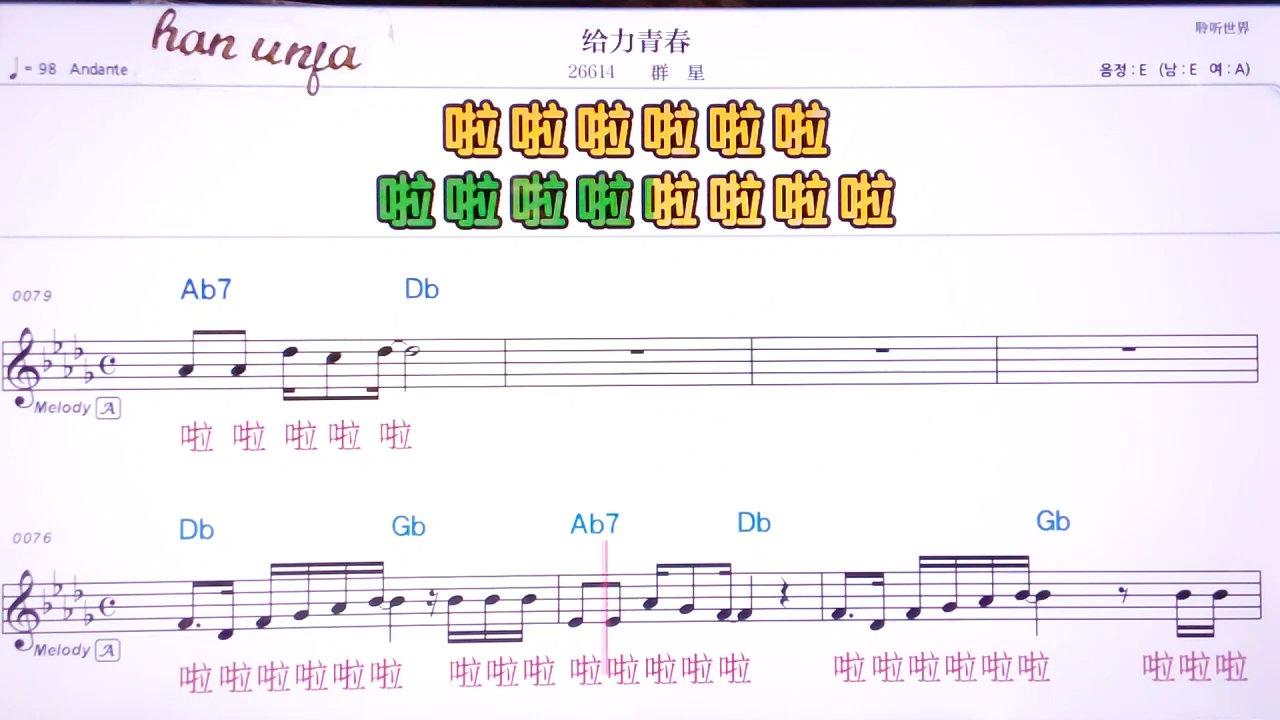 han unfa
给力青春
聆听世界
♩= 98 Andante
26614 群 星
음정 : E (남 : E 여 : A)
啦啦啦啦啦啦
啦啦啦啦啦啦啦啦
Ab7 Db
0079
Melody A
啦 啦 啦 啦 啦
Db Gb Ab7 Db Gb
0076
Melody A
啦 啦 啦 啦 啦 啦 啦 啦 啦 啦 啦 啦 啦 啦 啦 啦 啦 啦 啦 啦 啦 啦 啦